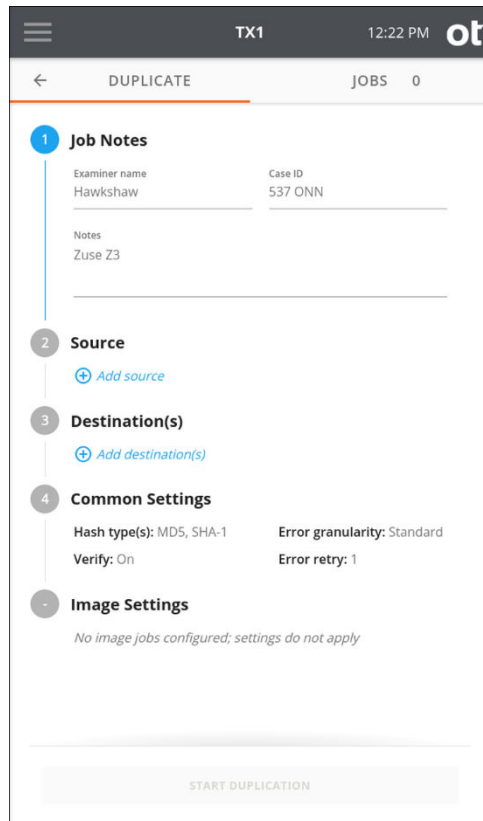 TX1 12:22 PM ot
← DUPLICATE JOBS 0
1 Job Notes
Examiner name Case ID
Hawkshaw 537 ONN
Notes
Zuse Z3
2 Source
Add source
3 Destination(s)
Add destination(s)
4 Common Settings
Hash type(s): MD5, SHA-1 Error granularity: Standard
Verify: On Error retry: 1
- Image Settings
No image jobs configured; settings do not apply
START DUPLICATION